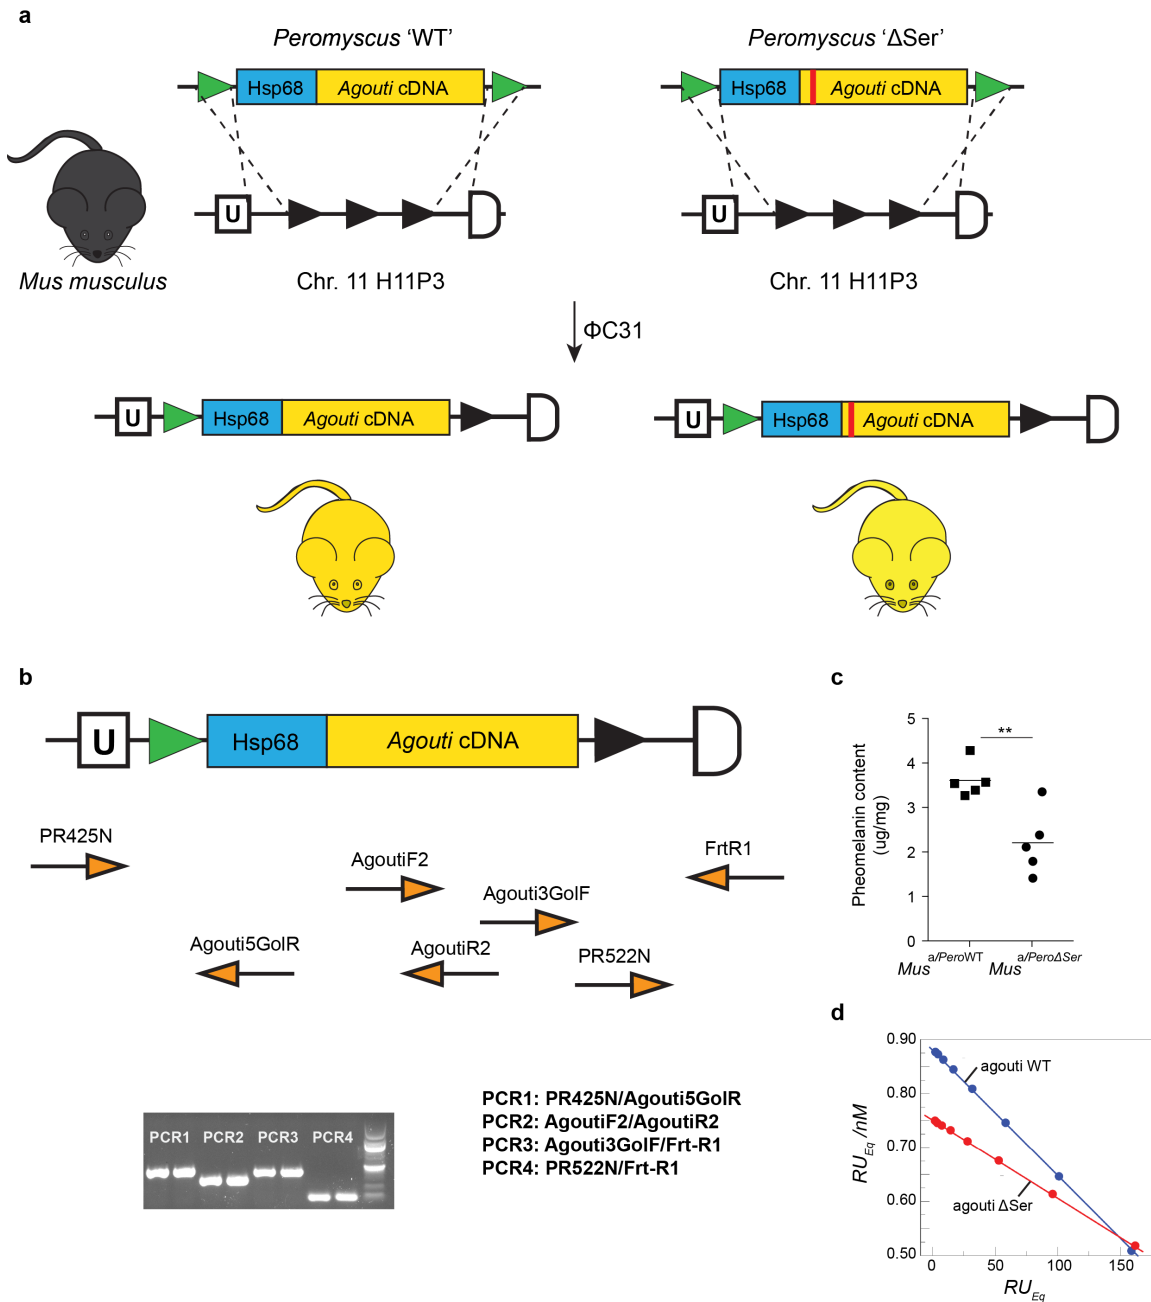 a
Peromyscus ‘WT’
Peromyscus ‘ΔSer’
Hsp68
Agouti cDNA
Hsp68
Agouti cDNA
U
U
Mus musculus
Chr. 11 H11P3
Chr. 11 H11P3
ΦC31
U
Hsp68
Agouti cDNA
U
Hsp68
Agouti cDNA
b
U
Hsp68
Agouti cDNA
PR425N
AgoutiF2
FrtR1
Agouti3GolF
Agouti5GolR
AgoutiR2
PR522N
PCR1
PCR2
PCR3
PCR4
PCR1: PR425N/Agouti5GolR
PCR2: AgoutiF2/AgoutiR2
PCR3: Agouti3GolF/Frt-R1
PCR4: PR522N/Frt-R1
c
Pheomelanin content
(ug/mg)
5
4
3
2
1
0
**
Mus a/PeroWT
Mus a/PeroΔSer
d
RUEq /nM
0.90
0.80
0.70
0.60
0.50
agouti WT
agouti ΔSer
0
50
100
150
RUEq